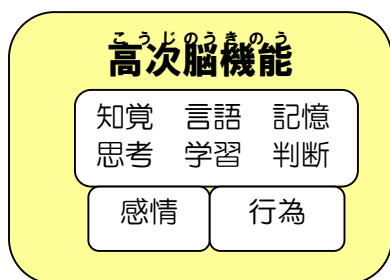 こうじのうきのう
高次脳機能
知覚 言語 記憶
思考 学習 判断
感情 行為